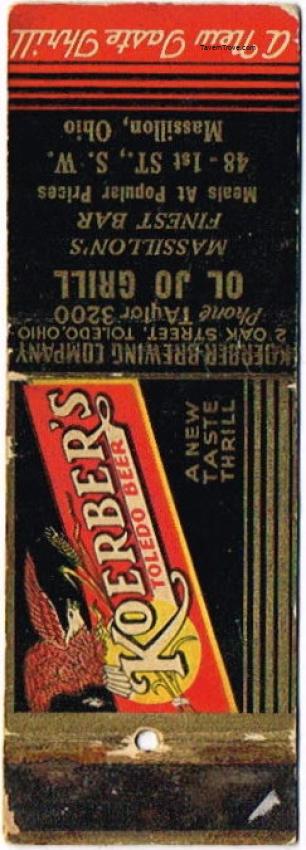 A New Taste Thrill
TavernTrove.com
48 - 1st ST., S. W.
Massillon, Ohio
Meals At Popular Prices
FINEST BAR
MASSILLON'S
OL JO GRILL
Phone TAylor 3200
2 OAK STREET, TOLEDO, OHIO
KOERBER BREWING COMPANY
KOERBER'S
TOLEDO BEER
A NEW
TASTE
THRILL